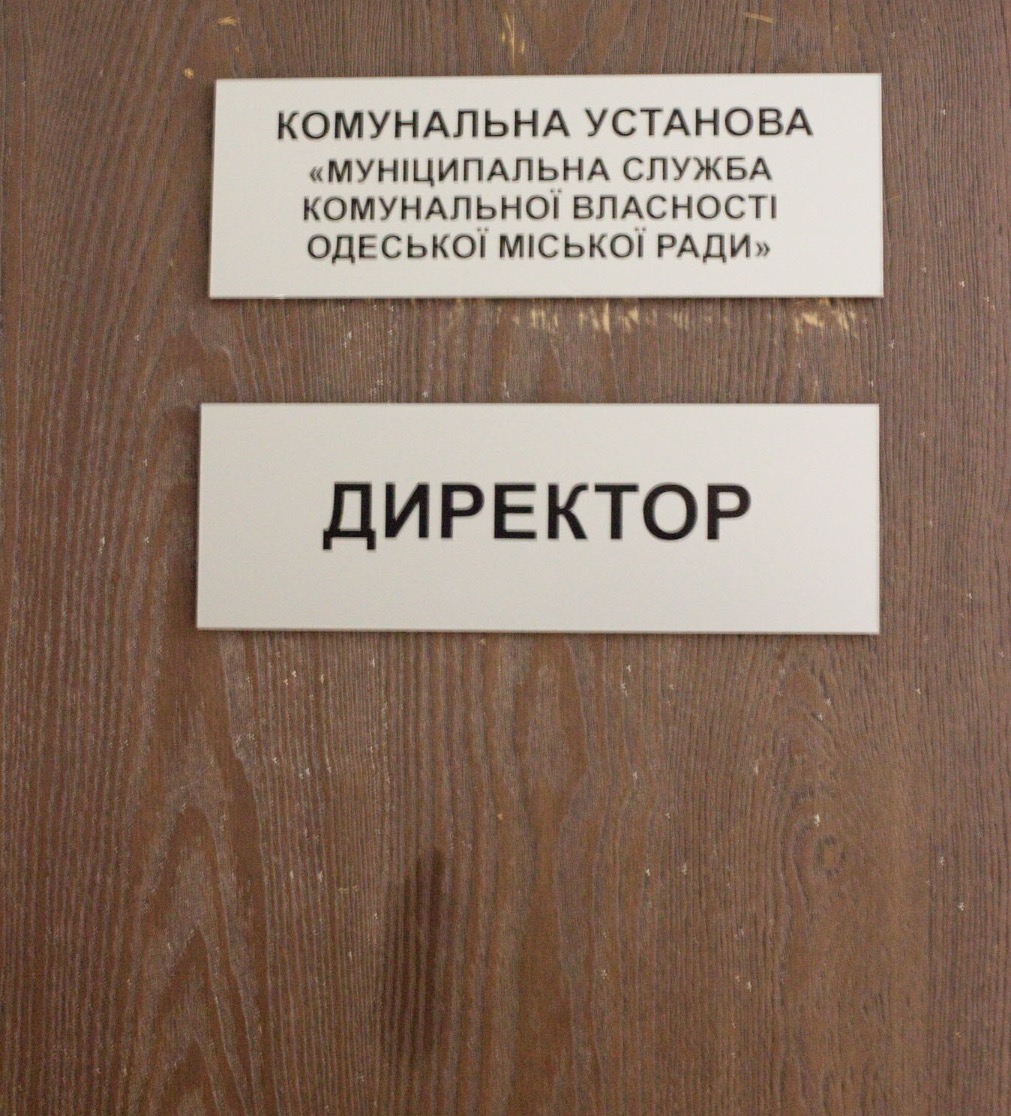 КОМУНАЛЬНА УСТАНОВА
«МУНІЦИПАЛЬНА СЛУЖБА
КОМУНАЛЬНОЇ ВЛАСНОСТІ
ОДЕСЬКОЇ МІСЬКОЇ РАДИ»
ДИРЕКТОР